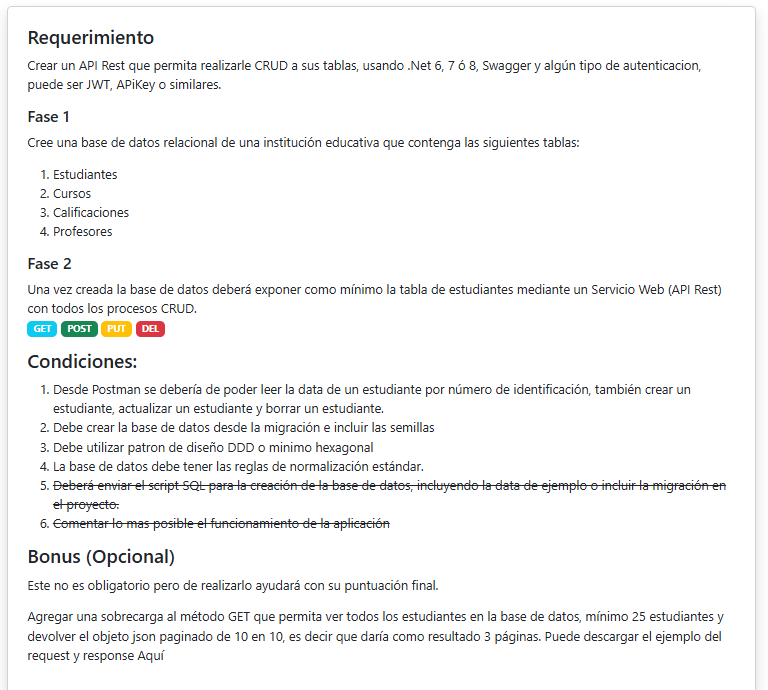 Requerimiento
Crear un API Rest que permita realizarle CRUD a sus tablas, usando .Net 6, 7 ó 8, Swagger y algún tipo de autenticacion,
puede ser JWT, APiKey o similares.
Fase 1
Cree una base de datos relacional de una institución educativa que contenga las siguientes tablas:
1. Estudiantes
2. Cursos
3. Calificaciones
4. Profesores
Fase 2
Una vez creada la base de datos deberá exponer como mínimo la tabla de estudiantes mediante un Servicio Web (API Rest)
con todos los procesos CRUD.
GET POST PUT DEL
Condiciones:
1. Desde Postman se debería de poder leer la data de un estudiante por número de identificación, también crear un
estudiante, actualizar un estudiante y borrar un estudiante.
2. Debe crear la base de datos desde la migración e incluir las semillas
3. Debe utilizar patron de diseño DDD o minimo hexagonal
4. La base de datos debe tener las reglas de normalización estándar.
5. Deberá enviar el script SQL para la creación de la base de datos, incluyendo la data de ejemplo o incluir la migración en
el proyecto.
6. Comentar lo mas posible el funcionamiento de la aplicación
Bonus (Opcional)
Este no es obligatorio pero de realizarlo ayudará con su puntuación final.
Agregar una sobrecarga al método GET que permita ver todos los estudiantes en la base de datos, mínimo 25 estudiantes y
devolver el objeto json paginado de 10 en 10, es decir que daría como resultado 3 páginas. Puede descargar el ejemplo del
request y response Aquí